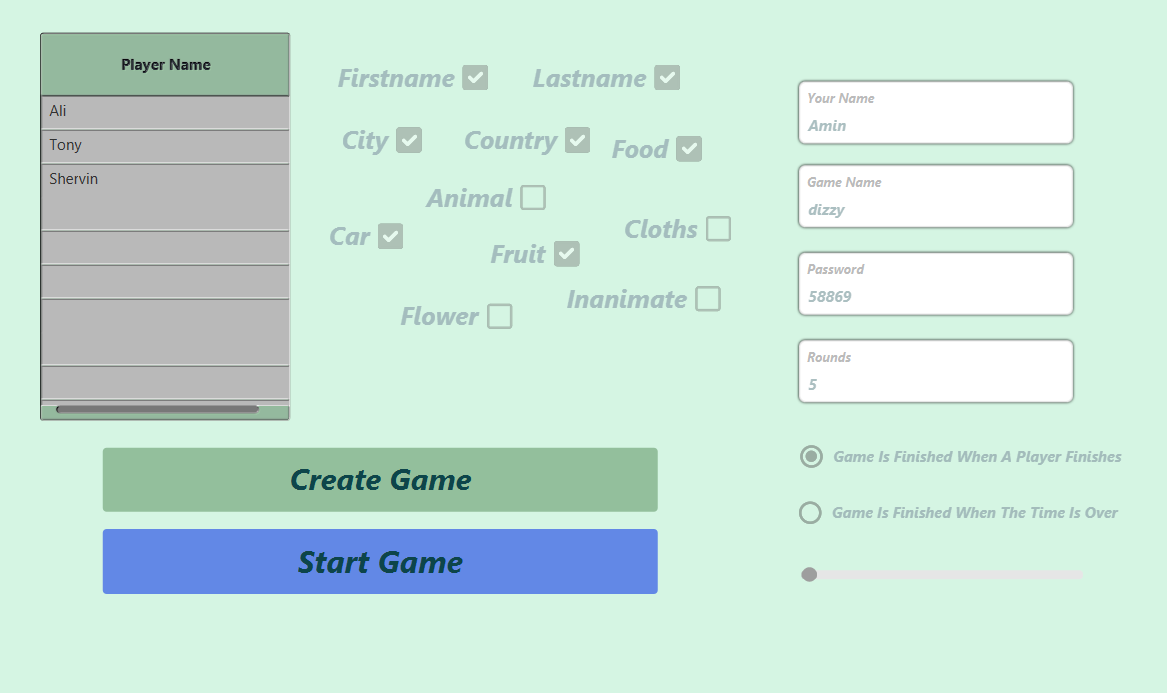 Player Name
Ali
Tony
Shervin
Firstname
Lastname
City
Country
Food
Animal
Car
Cloths
Fruit
Inanimate
Flower
Your Name
Amin
Game Name
dizzy
Password
58869
Rounds
5
Game Is Finished When A Player Finishes
Game Is Finished When The Time Is Over
Create Game
Start Game